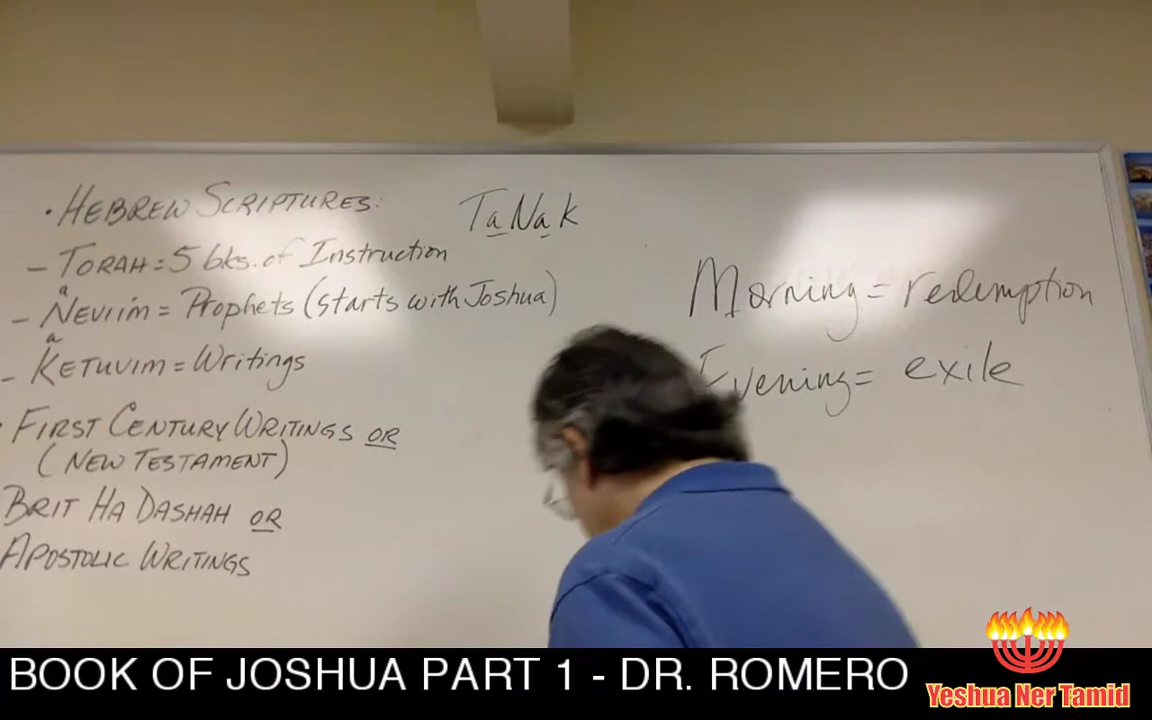 • HEBREW SCRIPTURES:
TaNak
- TORAH = 5 bks. of Instruction
a
- NEVIIM = Prophets (starts with Joshua)
a
- KETUVIM = Writings
• FIRST CENTURY WRITINGS OR
(NEW TESTAMENT)
BRIT HA DASHAH OR
APOSTOLIC WRITINGS
Morning = redemption
Evening = exile
BOOK OF JOSHUA PART 1 - DR. ROMERO
Yeshua Ner Tamid